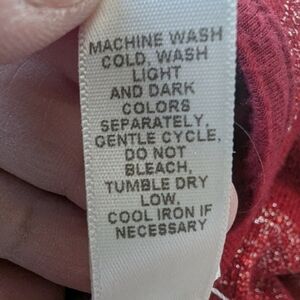 MACHINE WASH
COLD, WASH
LIGHT
AND DARK
COLORS
SEPARATELY,
GENTLE CYCLE,
DO NOT
BLEACH,
TUMBLE DRY
LOW,
COOL IRON IF
NECESSARY